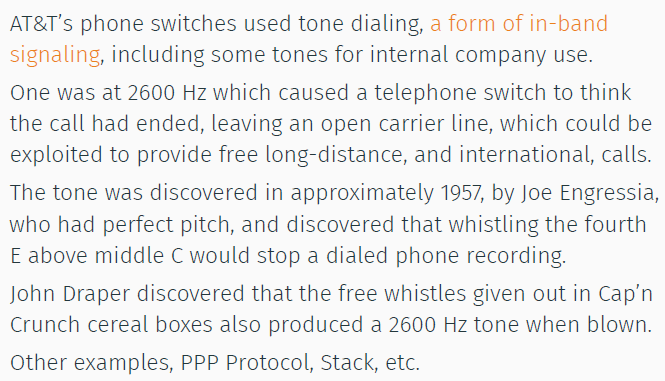 AT&T’s phone switches used tone dialing, a form of in-band
signaling, including some tones for internal company use.
One was at 2600 Hz which caused a telephone switch to think
the call had ended, leaving an open carrier line, which could be
exploited to provide free long-distance, and international, calls.
The tone was discovered in approximately 1957, by Joe Engressia,
who had perfect pitch, and discovered that whistling the fourth
E above middle C would stop a dialed phone recording.
John Draper discovered that the free whistles given out in Cap’n
Crunch cereal boxes also produced a 2600 Hz tone when blown.
Other examples, PPP Protocol, Stack, etc.